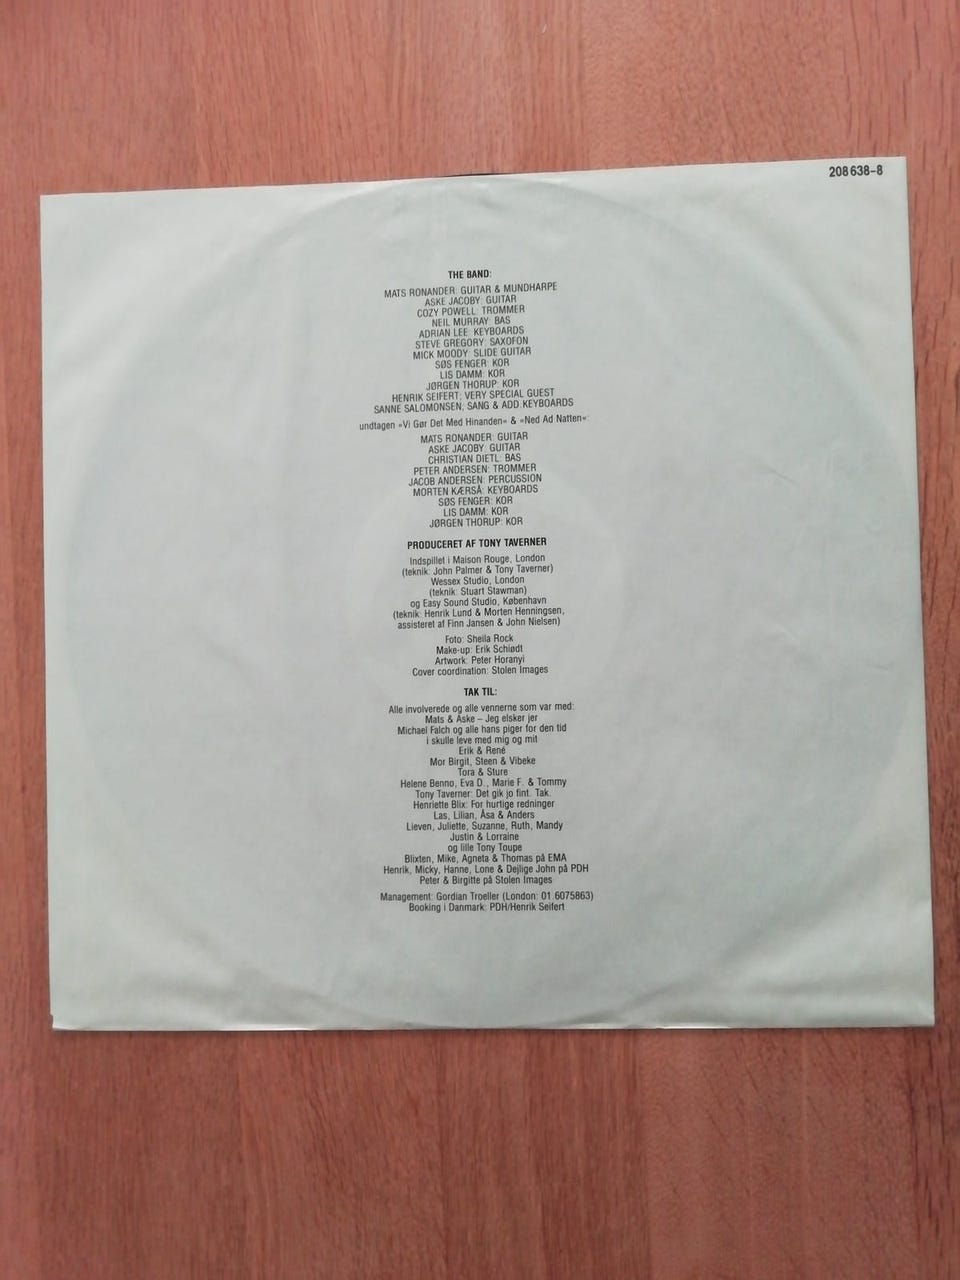 208 638-8
THE BAND:
MATS RONANDER: GUITAR & MUNDHARPE
ASKE JACOBY: GUITAR
COZY POWELL: TROMMER
NEIL MURRAY: BAS
ADRIAN LEE: KEYBOARDS
STEVE GREGORY: SAXOFON
MICK MOODY: SLIDE GUITAR
SØS FENGER: KOR
LIS DAMM: KOR
JØRGEN THORUP: KOR
HENRIK SEIFERT; VERY SPECIAL GUEST
SANNE SALOMONSEN, SANG & ADD.KEYBOARDS
undtagen »Vi Gør Det Med Hinanden« & »Ned Ad Natten«:
MATS RONANDER: GUITAR
ASKE JACOBY: GUITAR
CHRISTIAN DIETL: BAS
PETER ANDERSEN: TROMMER
JACOB ANDERSEN: PERCUSSION
MORTEN KÆRSÅ: KEYBOARDS
SØS FENGER: KOR
LIS DAMM: KOR
JØRGEN THORUP: KOR
PRODUCERET AF TONY TAVERNER
Indspillet i Maison Rouge, London
(teknik: John Palmer & Tony Taverner)
Wessex Studio, London
(teknik: Stuart Stawman)
og Easy Sound Studio, København
(teknik: Henrik Lund & Morten Henningsen,
assisteret af Finn Jansen & John Nielsen)
Foto: Sheila Rock
Make-up: Erik Schiødt
Artwork: Peter Horanyi
Cover coordination: Stolen Images
TAK TIL:
Alle involverede og alle vennerne som var med:
Mats & Aske – Jeg elsker jer
Michael Falch og alle hans piger for den tid
i skulle leve med mig og mit
Erik & René
Mor Birgit, Steen & Vibeke
Tora & Sture
Helene Benno, Eva D., Marie F. & Tommy
Tony Taverner: Det gik jo fint. Tak.
Henriette Blix: For hurtige redninger
Las, Lilian, Åsa & Anders
Lieven, Juliette, Suzanne, Ruth, Mandy
Justin & Lorraine
og lille Tony Toupe
Blixten, Mike, Agneta & Thomas på EMA
Henrik, Micky, Hanne, Lone & Dejlige John på PDH
Peter & Birgitte på Stolen Images
Management: Gordian Troeller (London: 01 6075863)
Booking i Danmark: PDH/Henrik Seifert